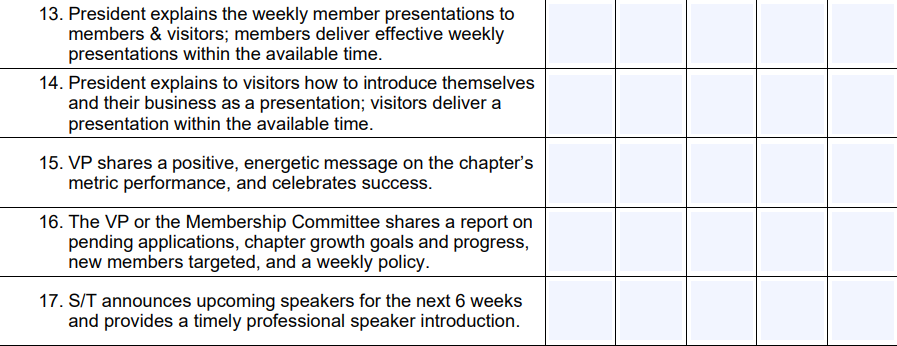 13. President explains the weekly member presentations to
members & visitors; members deliver effective weekly
presentations within the available time.
14. President explains to visitors how to introduce themselves
and their business as a presentation; visitors deliver a
presentation within the available time.
15. VP shares a positive, energetic message on the chapter's
metric performance, and celebrates success.
16. The VP or the Membership Committee shares a report on
pending applications, chapter growth goals and progress,
new members targeted, and a weekly policy.
17. S/T announces upcoming speakers for the next 6 weeks
and provides a timely professional speaker introduction.